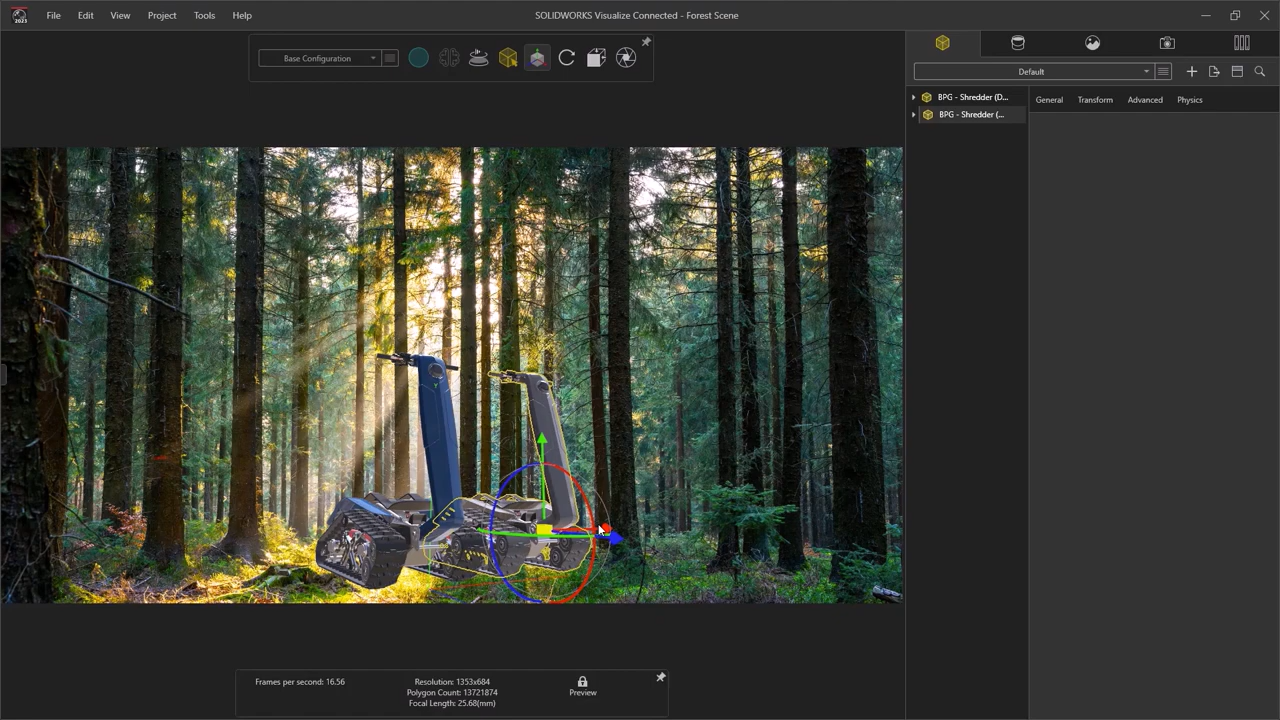 2023
File Edit View Project Tools Help
SOLIDWORKS Visualize Connected - Forest Scene
Base Configuration
Default
BPG - Shredder (D...
BPG - Shredder (...
General Transform Advanced Physics
Frames per second: 16.56
Resolution: 1353x684
Polygon Count: 13721874
Focal Length: 25.68(mm)
Preview